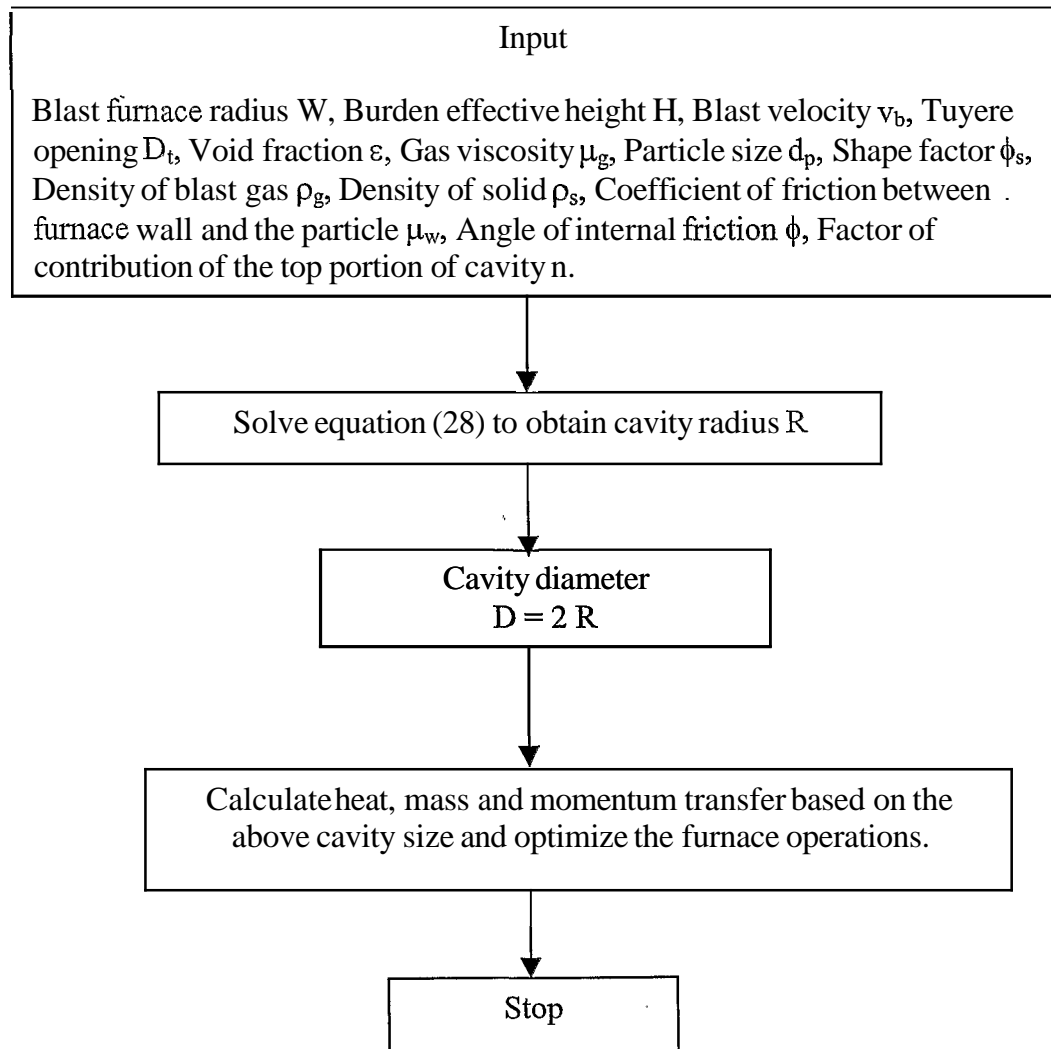 Input
Blast furnace radius W, Burden effective height H, Blast velocity v_b, Tuyere
opening D_t, Void fraction ε, Gas viscosity μ_g, Particle size d_p, Shape factor ϕ_s,
Density of blast gas ρ_g, Density of solid ρ_s, Coefficient of friction between .
furnace wall and the particle μ_w, Angle of internal friction ϕ, Factor of
contribution of the top portion of cavity n.
Solve equation (28) to obtain cavity radius R
Cavity diameter
D = 2 R
Calculate heat, mass and momentum transfer based on the
above cavity size and optimize the furnace operations.
Stop